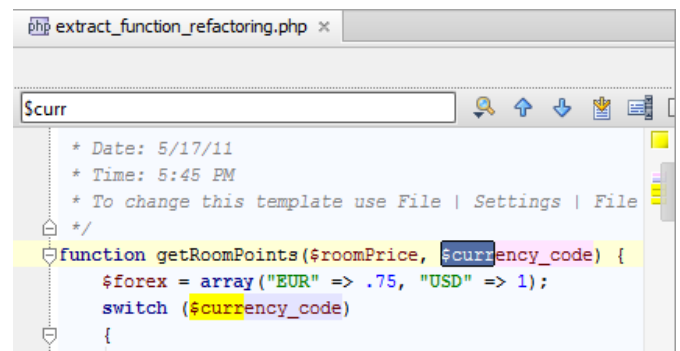 php extract_function_refactoring.php ×
$curr
* Date: 5/17/11
* Time: 5:45 PM
* To change this template use File | Settings | File
*/
function getRoomPoints($roomPrice, $currency_code) {
$forex = array("EUR" => .75, "USD" => 1);
switch ($currency_code)
{